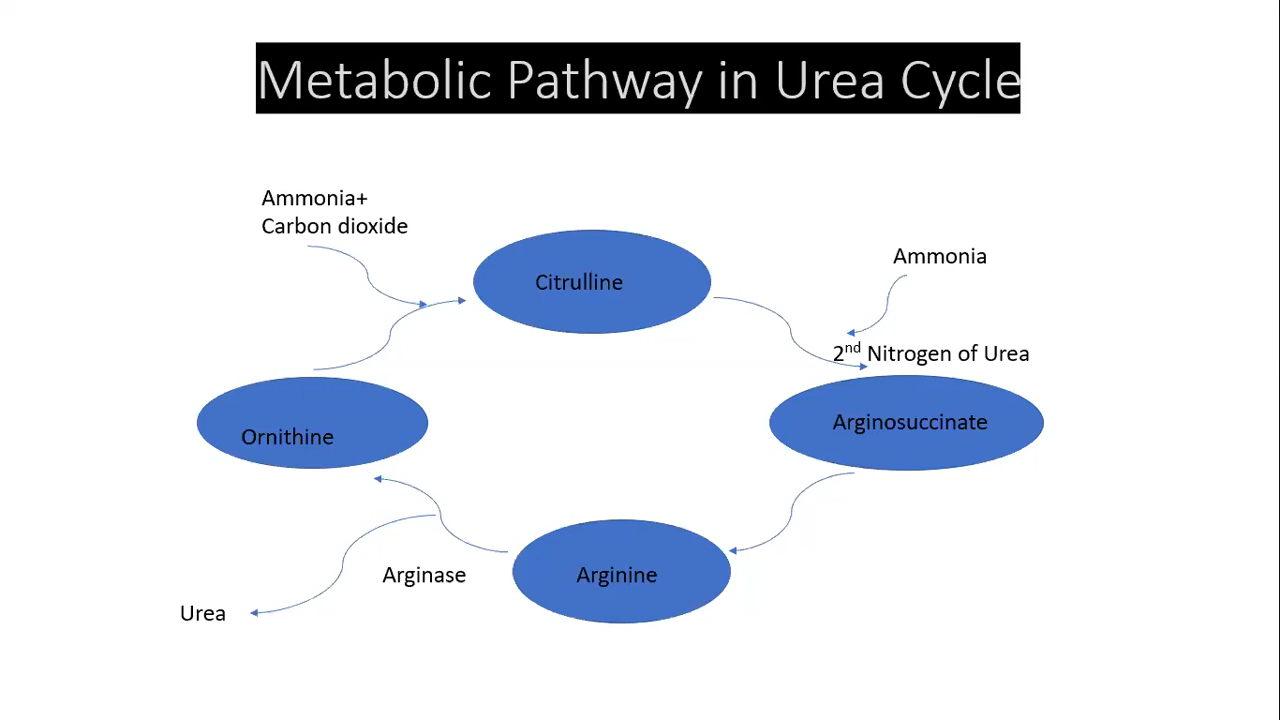 Metabolic Pathway in Urea Cycle
Ammonia+
Carbon dioxide
Citrulline
Ammonia
2nd Nitrogen of Urea
Ornithine
Arginosuccinate
Arginase
Arginine
Urea